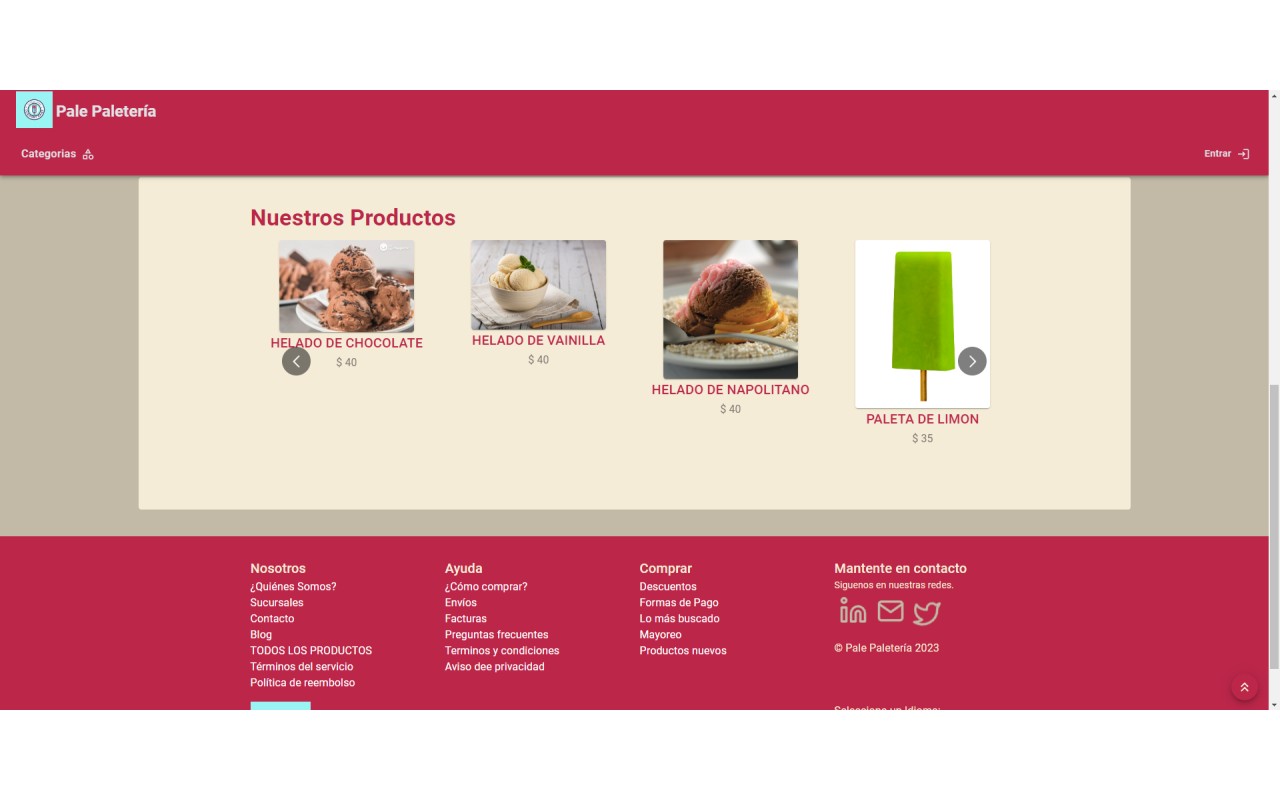 Pale Paletería
Categorias
Entrar
Nuestros Productos
HELADO DE CHOCOLATE
$ 40
HELADO DE VAINILLA
$ 40
HELADO DE NAPOLITANO
$ 40
PALETA DE LIMON
$ 35
Nosotros
¿Quiénes Somos?
Sucursales
Contacto
Blog
TODOS LOS PRODUCTOS
Términos del servicio
Política de reembolso
Ayuda
¿Cómo comprar?
Envíos
Facturas
Preguntas frecuentes
Terminos y condiciones
Aviso dee privacidad
Comprar
Descuentos
Formas de Pago
Lo más buscado
Mayoreo
Productos nuevos
Mantente en contacto
Siguenos en nuestras redes.
© Pale Paletería 2023